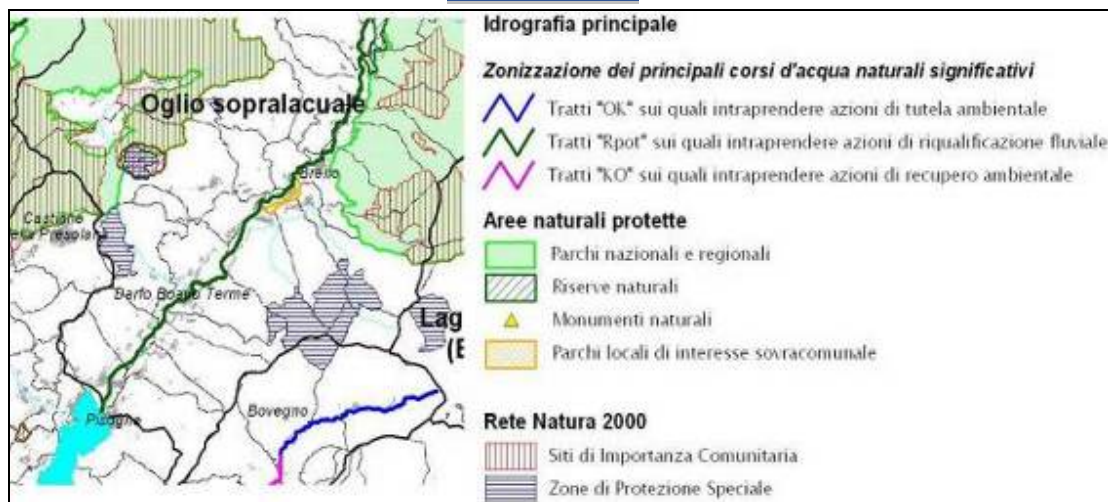 Oglio sopralacuale
Breno
Castione
ella Presolana
Darfo Boario Terme
Lag
(E
Bovegno
Pisogne
Idrografia principale
Zonizzazione dei principali corsi d'acqua naturali significativi
Tratti "OK" sui quali intraprendere azioni di tutela ambientale
Tratti "Rpot" sui quali intraprendere azioni di riqualificazione fluviale
Tratti "KO" sui quali intraprendere azioni di recupero ambientale
Aree naturali protette
Parchi nazionali e regionali
Riserve naturali
Monumenti naturali
Parchi locali di interesse sovracomunale
Rete Natura 2000
Siti di Importanza Comunitaria
Zone di Protezione Speciale